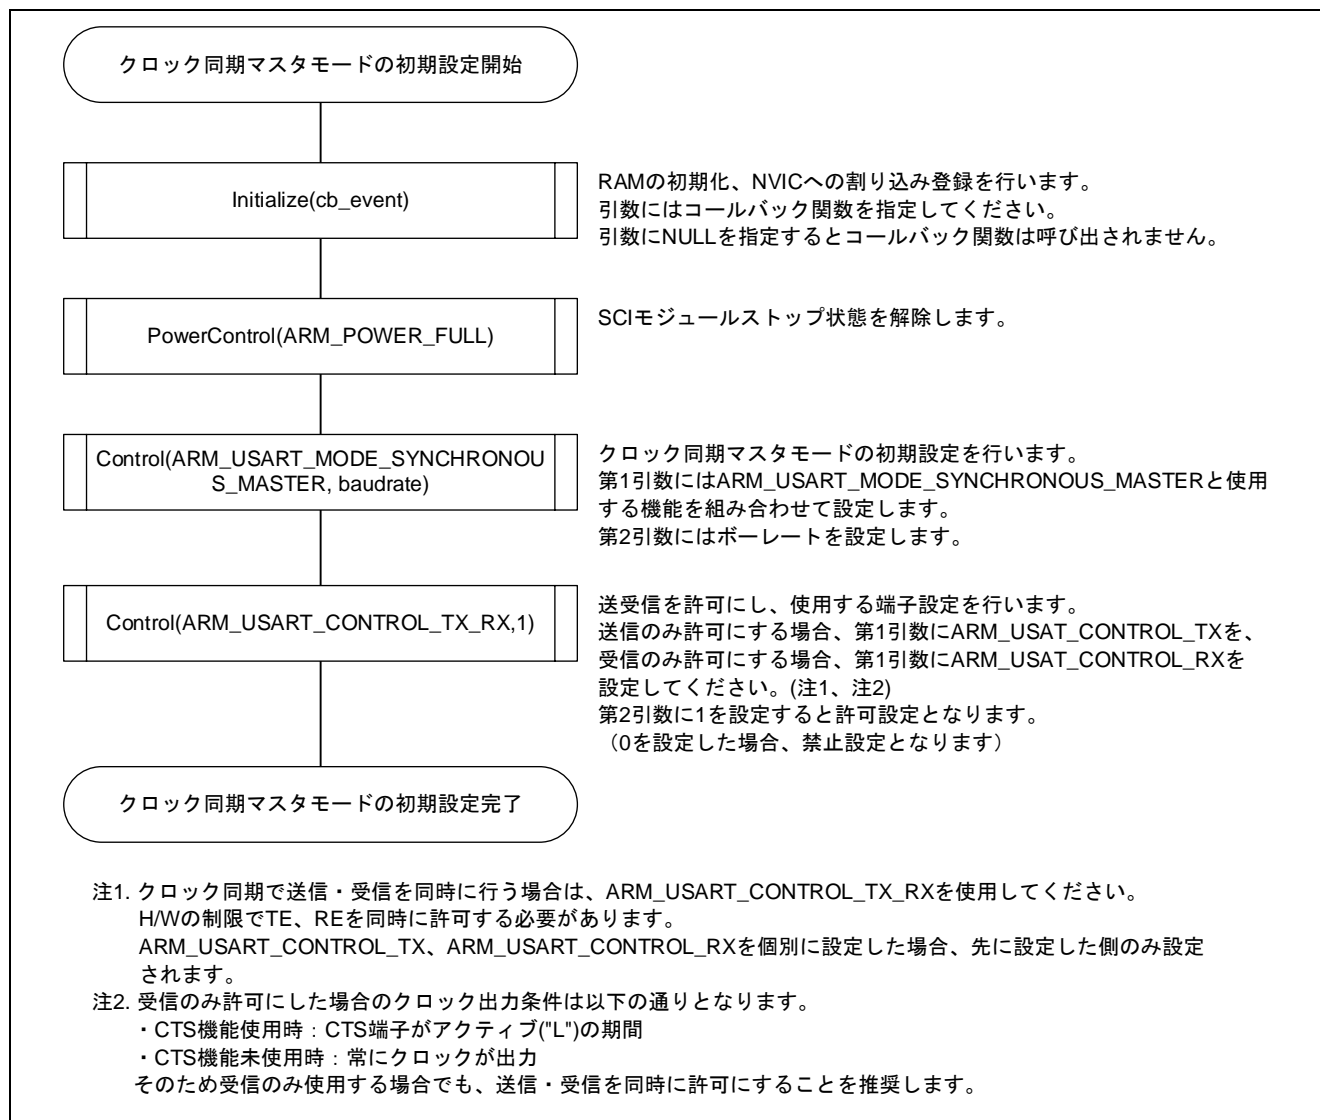 クロック同期マスタモードの初期設定開始
Initialize(cb_event)
RAMの初期化、NVICへの割り込み登録を行います。
引数にはコールバック関数を指定してください。
引数にNULLを指定するとコールバック関数は呼び出されません。
PowerControl(ARM_POWER_FULL)
SCIモジュールストップ状態を解除します。
Control(ARM_USART_MODE_SYNCHRONOU
S_MASTER, baudrate)
クロック同期マスタモードの初期設定を行います。
第1引数にはARM_USART_MODE_SYNCHRONOUS_MASTERと使用
する機能を組み合わせて設定します。
第2引数にはボーレートを設定します。
Control(ARM_USART_CONTROL_TX_RX,1)
送受信を許可にし、使用する端子設定を行います。
送信のみ許可にする場合、第1引数にARM_USAT_CONTROL_TXを、
受信のみ許可にする場合、第1引数にARM_USAT_CONTROL_RXを
設定してください。(注1、注2)
第2引数に1を設定すると許可設定となります。
（0を設定した場合、禁止設定となります）
クロック同期マスタモードの初期設定完了
注1. クロック同期で送信・受信を同時に行う場合は、ARM_USART_CONTROL_TX_RXを使用してください。
H/Wの制限でTE、REを同時に許可する必要があります。
ARM_USART_CONTROL_TX、ARM_USART_CONTROL_RXを個別に設定した場合、先に設定した側のみ設定
されます。
注2. 受信のみ許可にした場合のクロック出力条件は以下の通りとなります。
・CTS機能使用時：CTS端子がアクティブ("L")の期間
・CTS機能未使用時：常にクロックが出力
そのため受信のみ使用する場合でも、送信・受信を同時に許可にすることを推奨します。